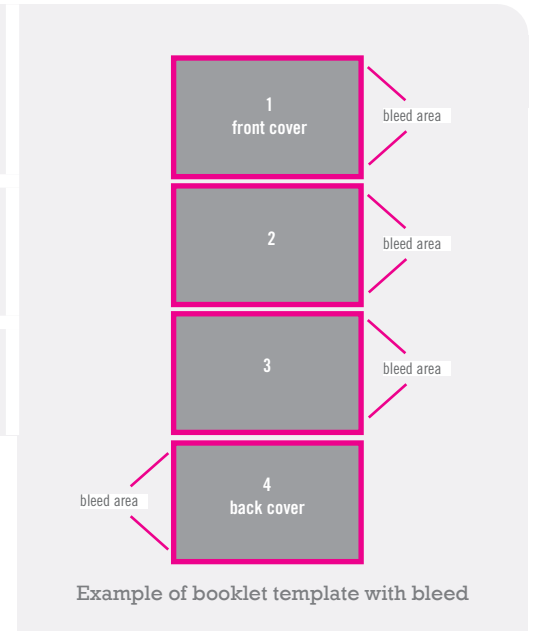 1
front cover
bleed area
2
bleed area
3
bleed area
4
back cover
bleed area
Example of booklet template with bleed